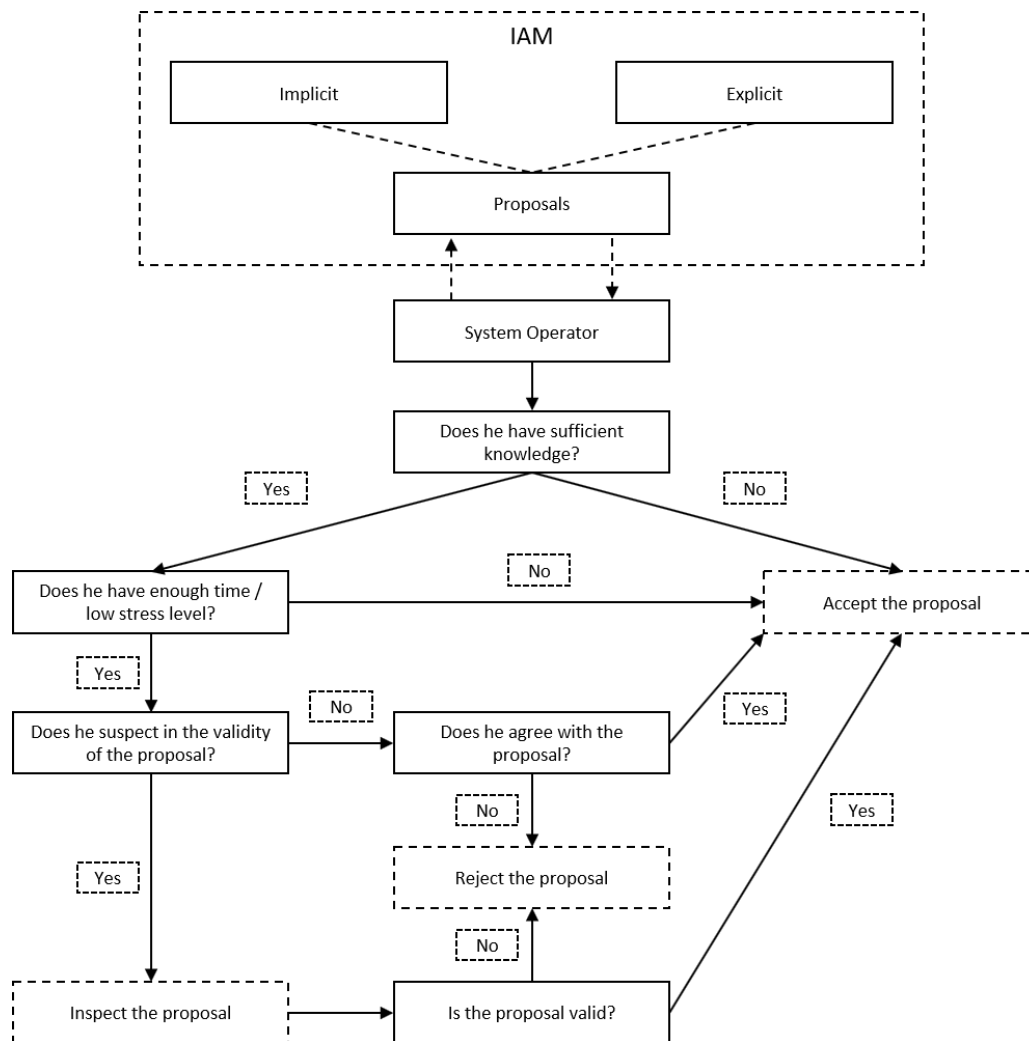 IAM
Implicit
Explicit
Proposals
System Operator
Does he have sufficient
knowledge?
Yes
No
Does he have enough time /
low stress level?
No
Accept the proposal
Yes
Does he suspect in the validity
of the proposal?
No
Does he agree with the
proposal?
Yes
No
Yes
Yes
Reject the proposal
No
Inspect the proposal
Is the proposal valid?